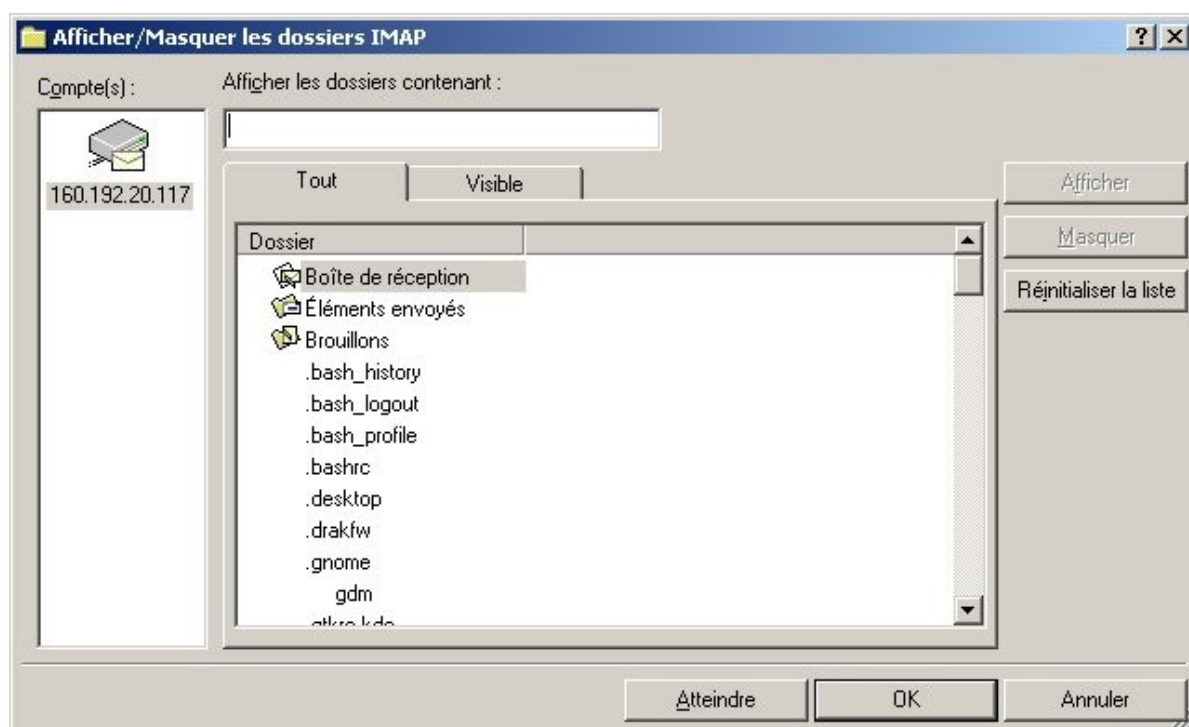 Afficher/Masquer les dossiers IMAP
Compte(s) :
Afficher les dossiers contenant :
160.192.20.117
Tout
Visible
Afficher
Masquer
Réinitialiser la liste
Dossier
Boîte de réception
Éléments envoyés
Brouillons
.bash_history
.bash_logout
.bash_profile
.bashrc
.desktop
.drakfw
.gnome
gdm
.gtkrc-kde
Atteindre
OK
Annuler